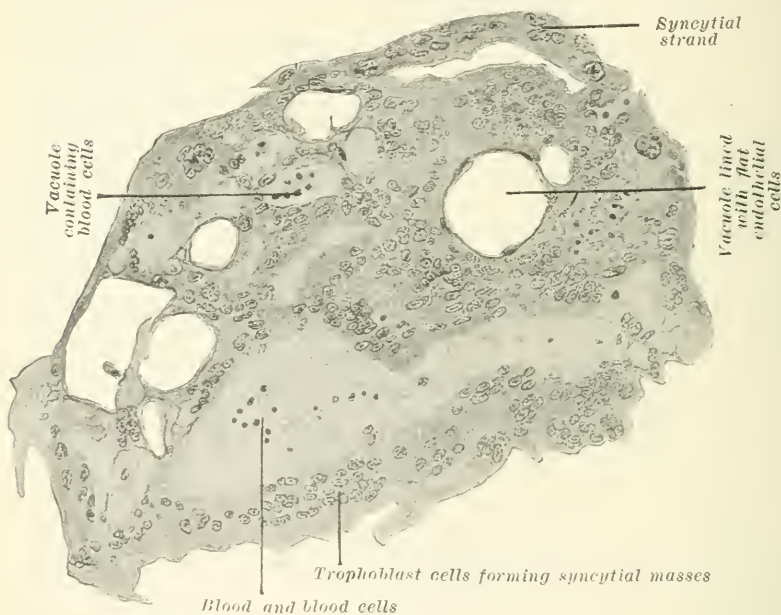 Syncytial
strand
Vacuole
containing
blood cells
Vacuole lined
with flat
endothelial
cells
Trophoblast cells forming syncytial masses
Blood and blood cells